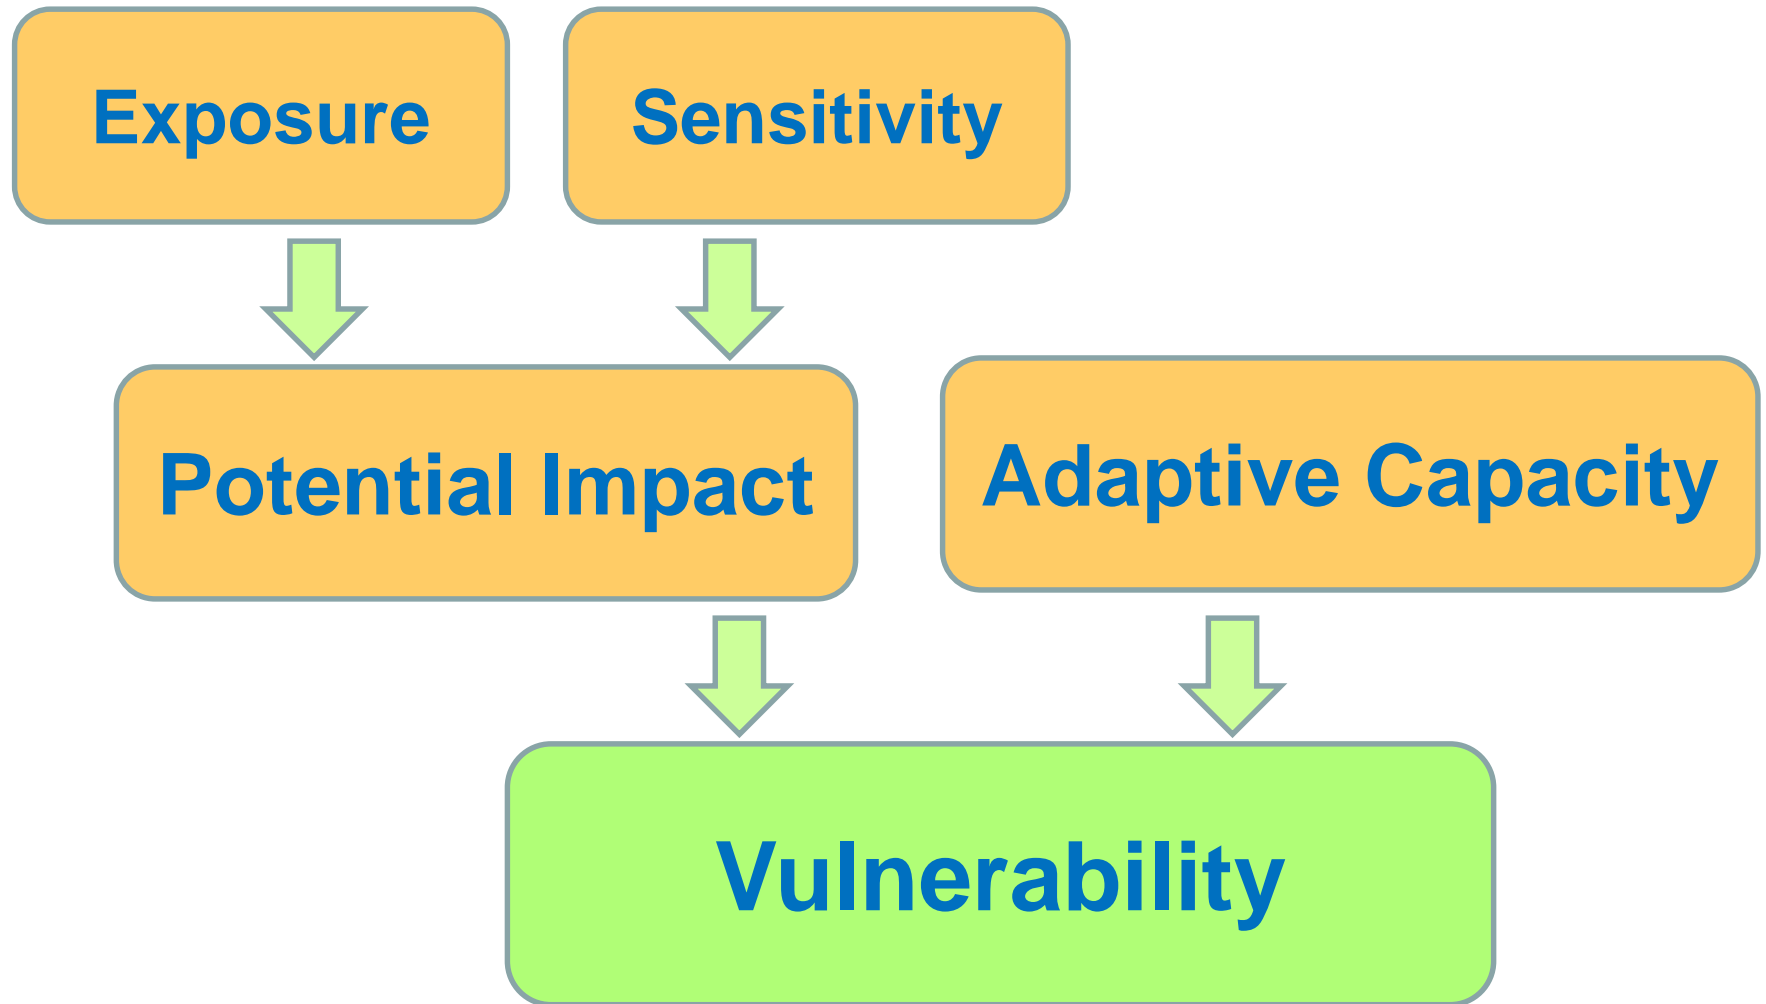 Exposure
Sensitivity
Potential Impact
Adaptive Capacity
Vulnerability